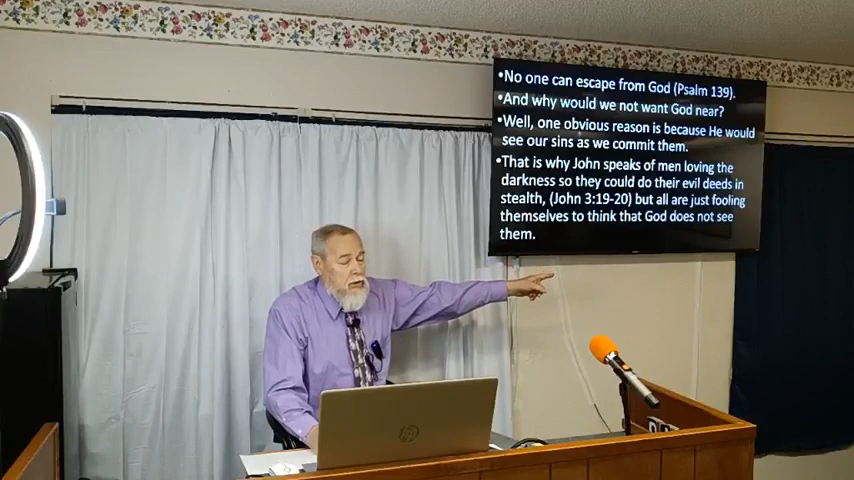 •No one can escape from God (Psalm 139).
•And why would we not want God near?
•Well, one obvious reason is because He would
see our sins as we commit them.
•That is why John speaks of men loving the
darkness so they could do their evil deeds in
stealth, (John 3:19-20) but all are just fooling
themselves to think that God does not see
them.
hp